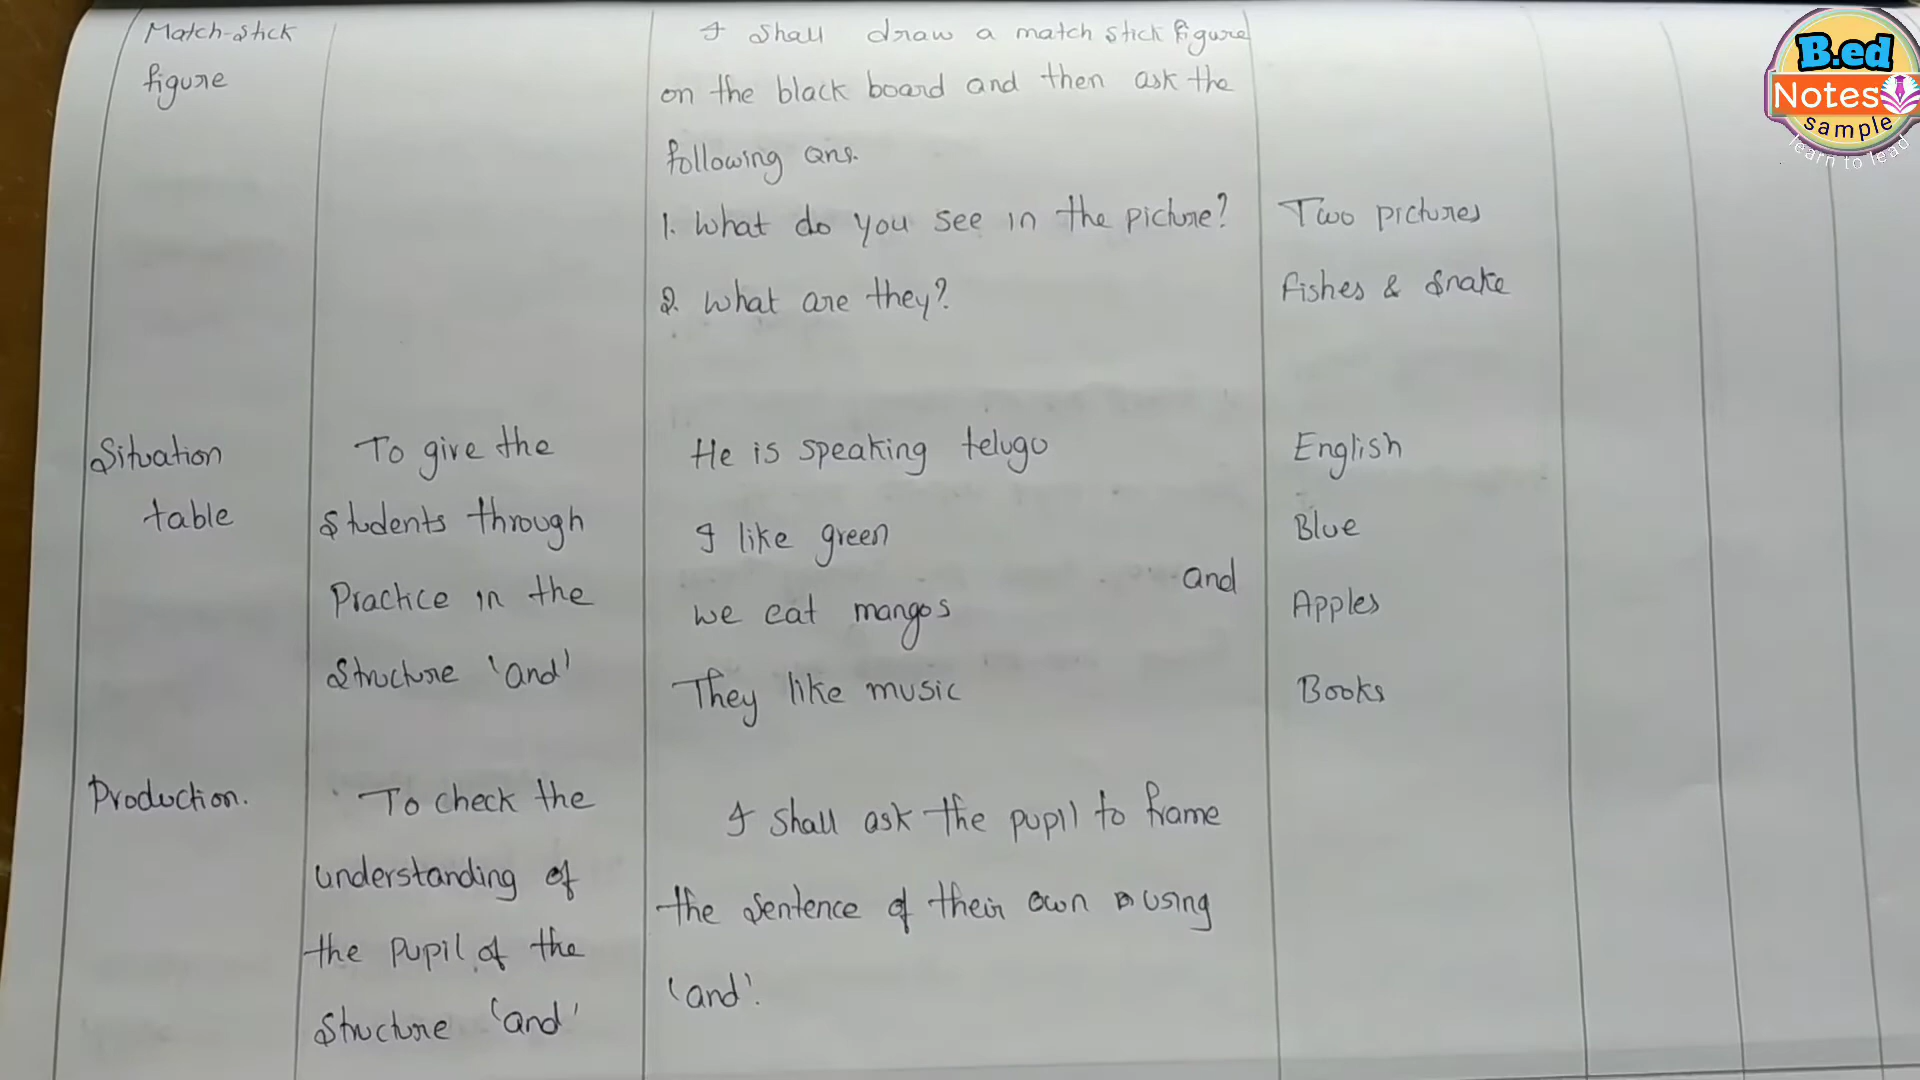 Match-stick
figure
I shall draw a match stick figure
on the black board and then ask the
following qns.
1. What do you see in the picture?
Two pictures
2. What are they?
fishes & snake
Situation
table
To give the
students through
Practice in the
structure 'and'
He is speaking telugo
I like green
we eat mangos
They like music
and
English
Blue
Apples
Books
Production.
To check the
understanding of
the pupil of the
structure 'and'
I shall ask the pupil to frame
the sentence of their own using
'and'.
B.ed
Notes
sample
learn to lead